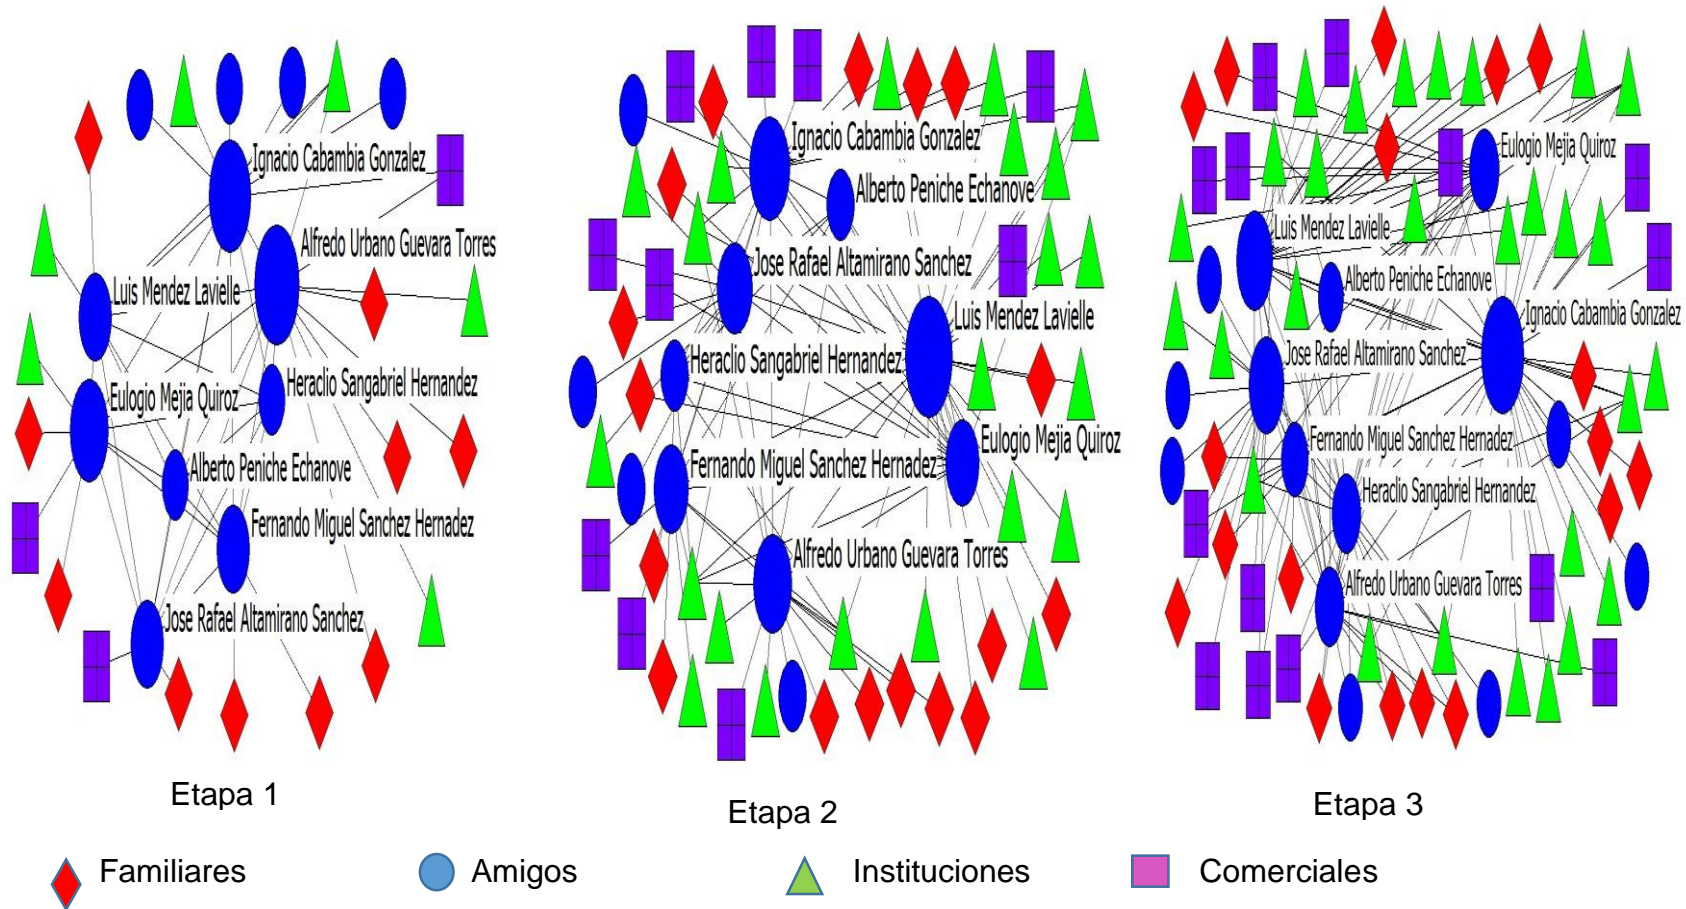 Ignacio Cabambia Gonzalez
Alfredo Urbano Guevara Torres
Luis Mendez Lavielle
Heraclio Sangabriel Hernandez
Eulogio Mejia Quiroz
Alberto Peniche Echanove
Fernando Miguel Sanchez Hernadez
Jose Rafael Altamirano Sanchez
Etapa 1
Ignacio Cabambia Gonzalez
Alberto Peniche Echanove
Jose Rafael Altamirano Sanchez
Luis Mendez Lavielle
Heraclio Sangabriel Hernandez
Eulogio Mejia Quiroz
Fernando Miguel Sanchez Hernadez
Alfredo Urbano Guevara Torres
Etapa 2
Eulogio Mejia Quiroz
Luis Mendez Lavielle
Alberto Peniche Echanove
Ignacio Cabambia Gonzalez
Jose Rafael Altamirano Sanchez
Fernando Miguel Sanchez Hernadez
Heraclio Sangabriel Hernandez
Alfredo Urbano Guevara Torres
Etapa 3
Familiares
Amigos
Instituciones
Comerciales